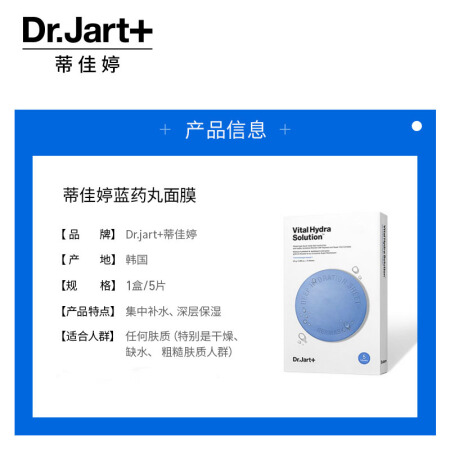 Dr.Jart+
蒂佳婷
产品信息
蒂佳婷蓝药丸面膜
【品 牌】 Dr.jart+蒂佳婷
【产 地】 韩国
【规 格】 1盒/5片
【产品特点】 集中补水、深层保湿
【适合人群】 任何肤质（特别是干燥、
缺水、 粗糙肤质人群）
Vital Hydra
Solution™
Dr.Jart+
5